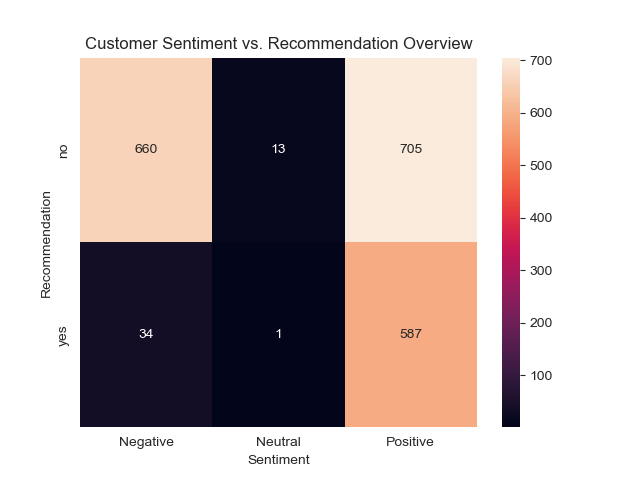 Customer Sentiment vs. Recommendation Overview
700
600
500
400
300
200
100
no
yes
Recommendation
660
13
705
34
1
587
Negative
Neutral
Positive
Sentiment